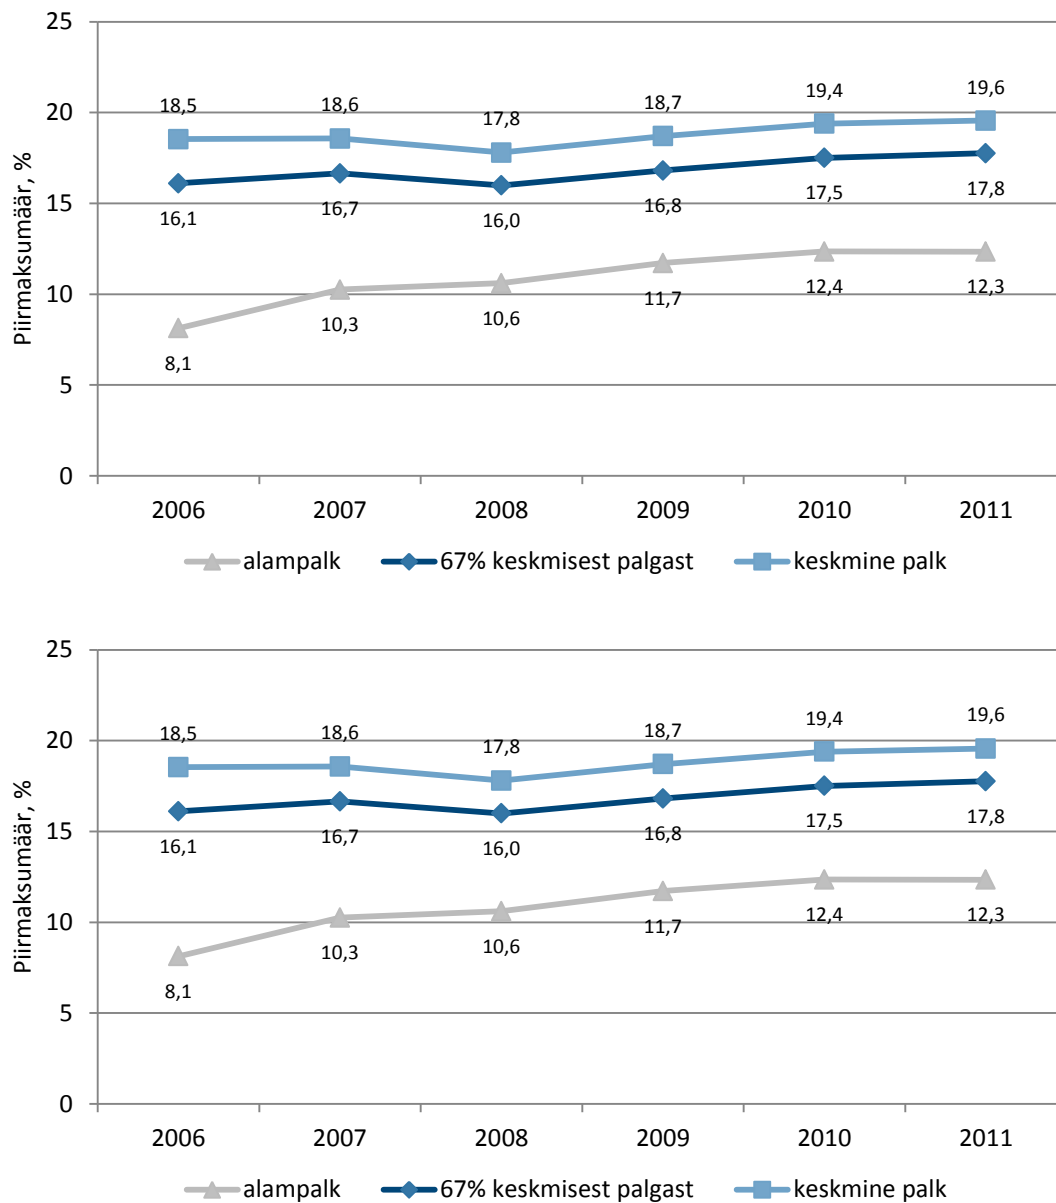 25
20
15
10
5
0
Piirmaksumäär, %
18,5 18,6 17,8 18,7 19,4 19,6
16,1 16,7 16,0 16,8 17,5 17,8
8,1 10,3 10,6 11,7 12,4 12,3
2006 2007 2008 2009 2010 2011
alampalk 67% keskmisest palgast keskmine palk
25
20
15
10
5
0
Piirmaksumäär, %
18,5 18,6 17,8 18,7 19,4 19,6
16,1 16,7 16,0 16,8 17,5 17,8
8,1 10,3 10,6 11,7 12,4 12,3
2006 2007 2008 2009 2010 2011
alampalk 67% keskmisest palgast keskmine palk